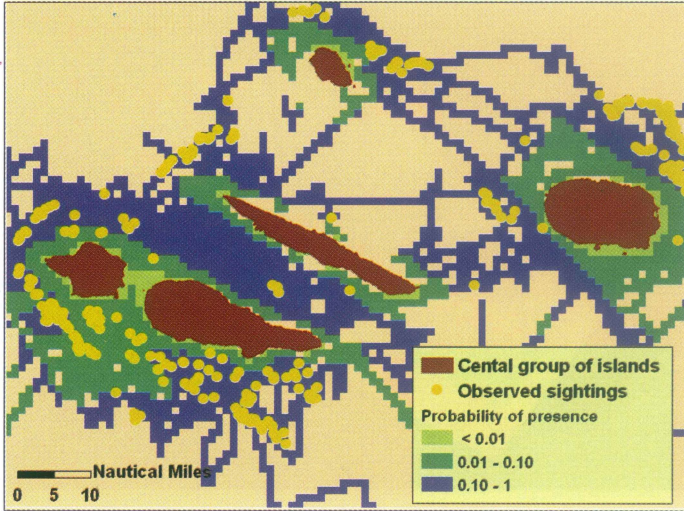 Cental group of islands
Observed sightings
Probability of presence
< 0.01
0.01 - 0.10
0.10 - 1
Nautical Miles
0 5 10